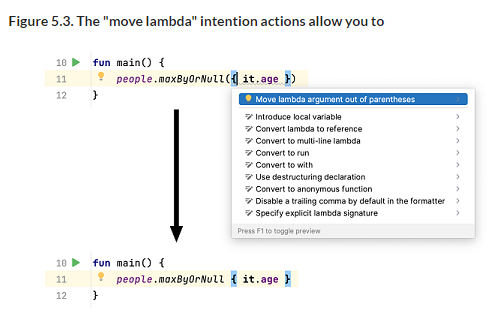 Figure 5.3. The "move lambda" intention actions allow you to
10 fun main() {
11 people.maxByOrNull({ it.age })
12 }
Move lambda argument out of parentheses
Introduce local variable
Convert lambda to reference
Convert to multi-line lambda
Convert to run
Convert to with
Use destructuring declaration
Convert to anonymous function
Disable a trailing comma by default in the formatter
Specify explicit lambda signature
Press F1 to toggle preview
10 fun main() {
11 people.maxByOrNull { it.age }
12 }